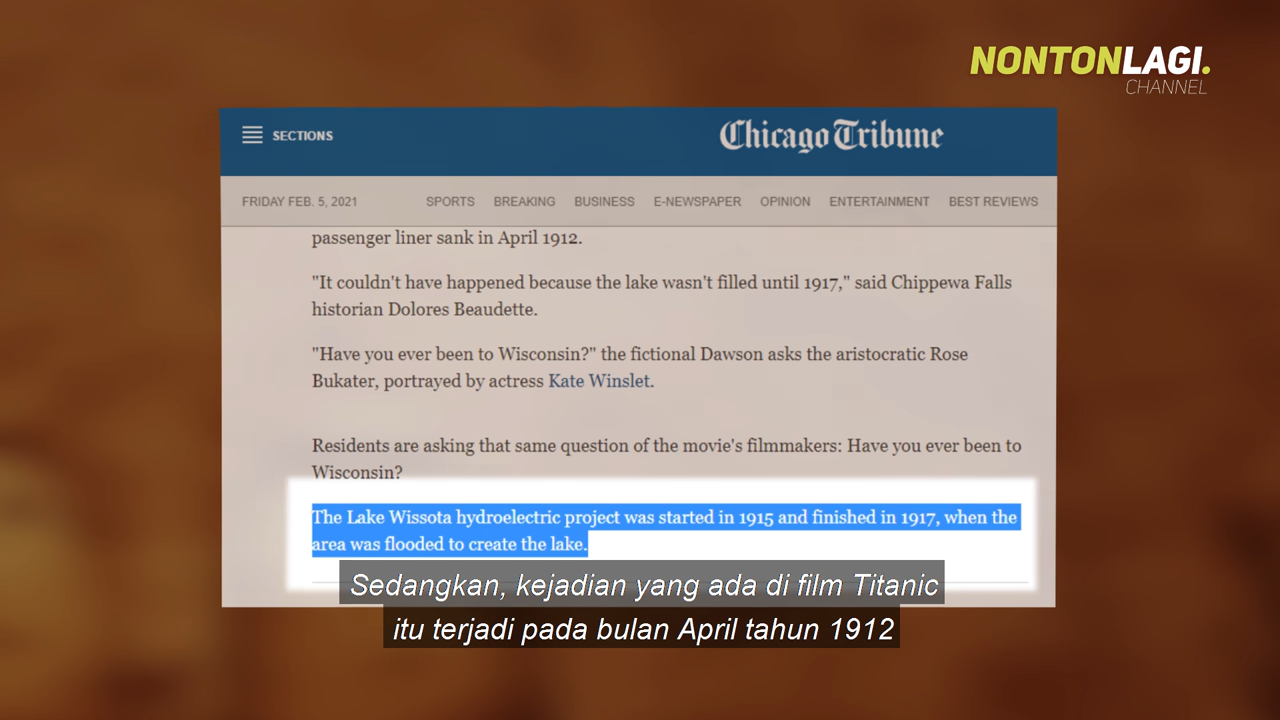 NONTONLAGI.
CHANNEL
SECTIONS
Chicago Tribune
FRIDAY FEB. 5, 2021 SPORTS BREAKING BUSINESS E-NEWSPAPER OPINION ENTERTAINMENT BEST REVIEWS
passenger liner sank in April 1912.
"It couldn't have happened because the lake wasn't filled until 1917," said Chippewa Falls
historian Dolores Beaudette.
"Have you ever been to Wisconsin?" the fictional Dawson asks the aristocratic Rose
Bukater, portrayed by actress Kate Winslet.
Residents are asking that same question of the movie's filmmakers: Have you ever been to
Wisconsin?
The Lake Wissota hydroelectric project was started in 1915 and finished in 1917, when the
area was flooded to create the lake.
Sedangkan, kejadian yang ada di film Titanic
itu terjadi pada bulan April tahun 1912